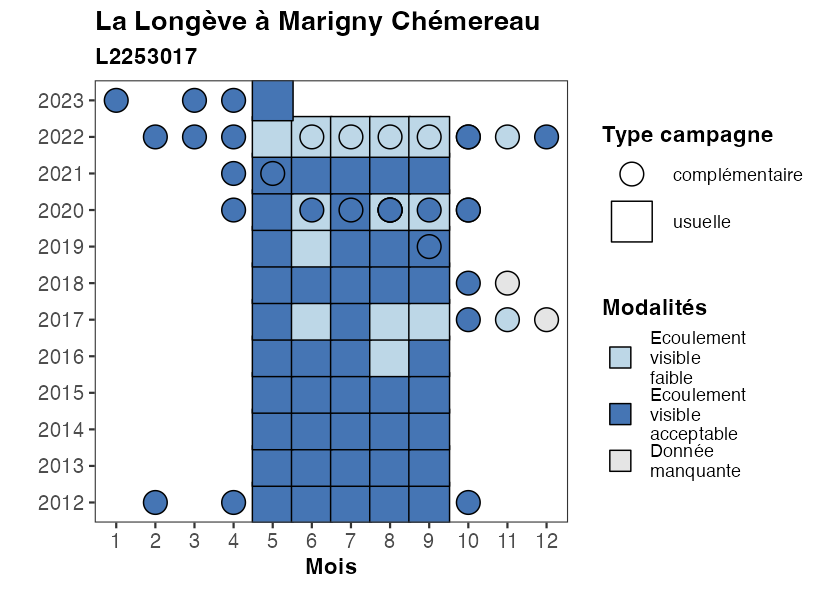 La Longève à Marigny Chémereau
L2253017
2023
2022
2021
2020
2019
2018
2017
2016
2015
2014
2013
2012
1 2 3 4 5 6 7 8 9 10 11 12
Mois
Type campagne
complémentaire
usuelle
Modalités
Ecoulement
visible
faible
Ecoulement
visible
acceptable
Donnée
manquante